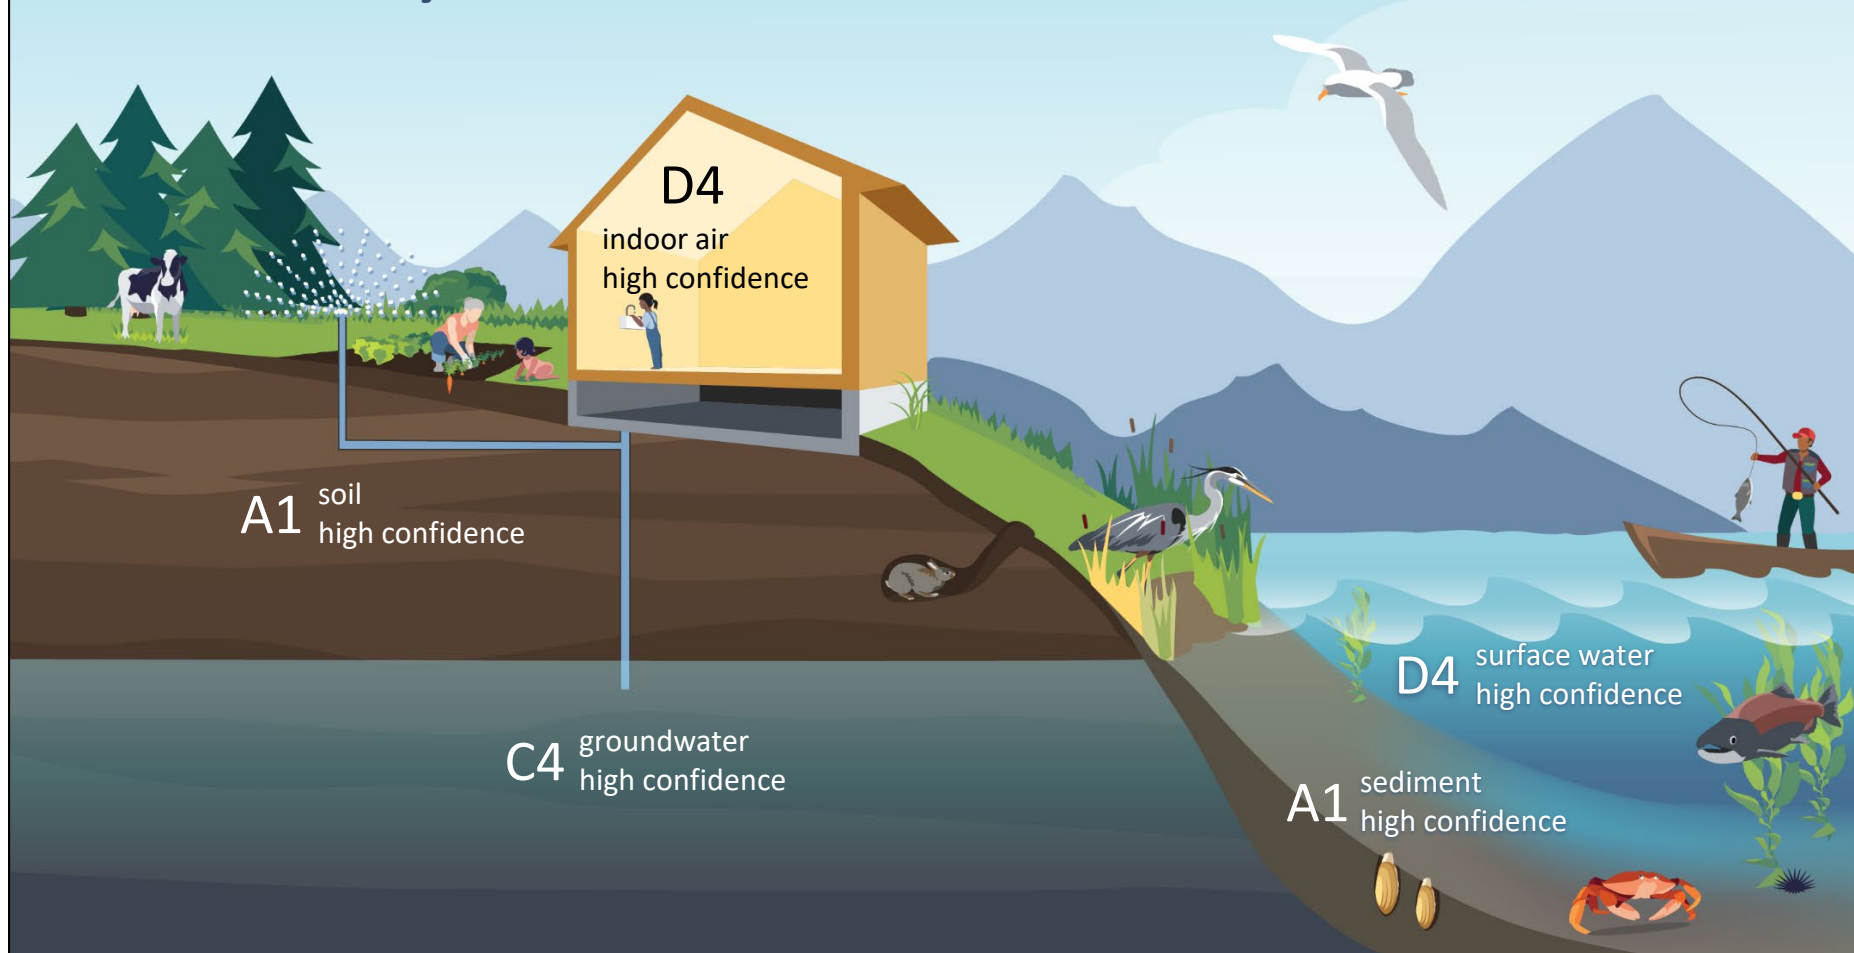 D4
indoor air
high confidence
A1 soil
high confidence
D4 surface water
high confidence
C4 groundwater
high confidence
A1 sediment
high confidence